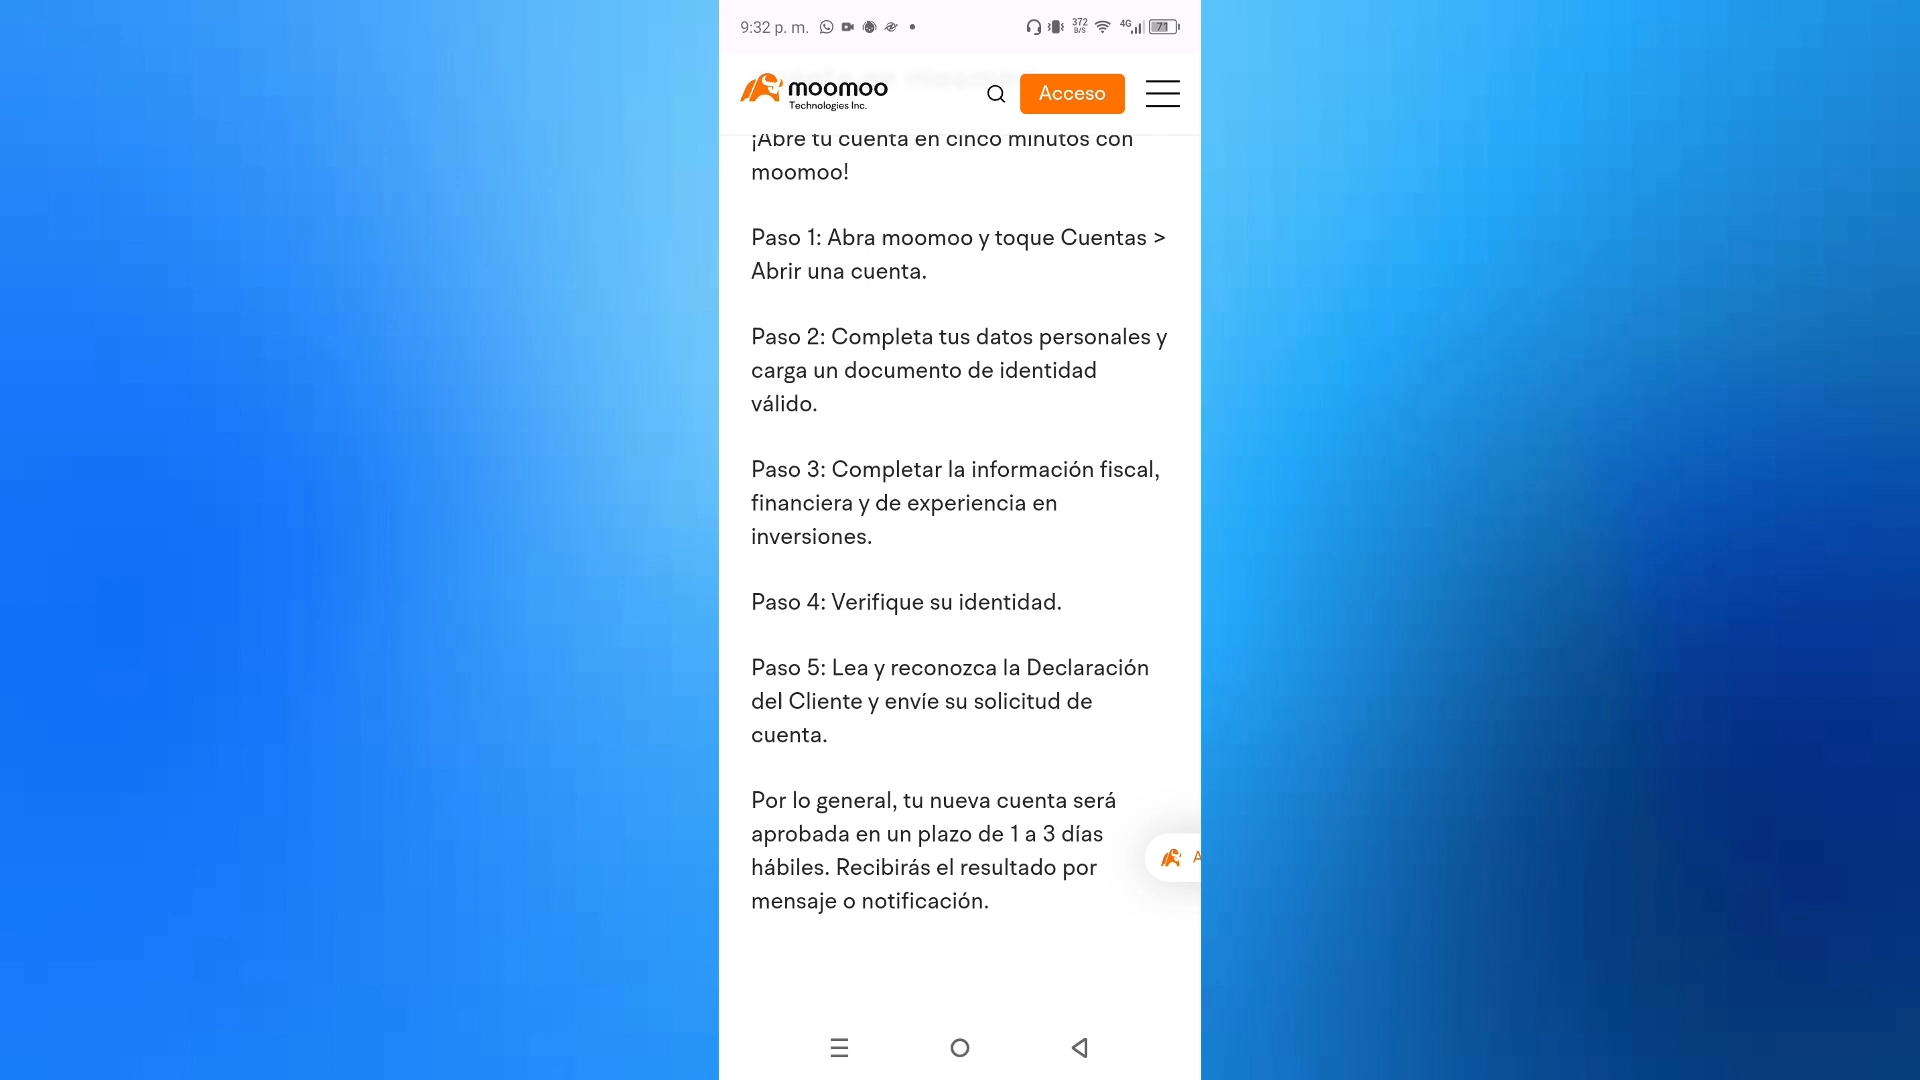 9:32 p. m.
372
B/S
4G
71
moomoo
Technologies Inc.
Acceso
¡Abre tu cuenta en cinco minutos con
moomoo!
Paso 1: Abra moomoo y toque Cuentas >
Abrir una cuenta.
Paso 2: Completa tus datos personales y
carga un documento de identidad
válido.
Paso 3: Completar la información fiscal,
financiera y de experiencia en
inversiones.
Paso 4: Verifique su identidad.
Paso 5: Lea y reconozca la Declaración
del Cliente y envíe su solicitud de
cuenta.
Por lo general, tu nueva cuenta será
aprobada en un plazo de 1 a 3 días
hábiles. Recibirás el resultado por
mensaje o notificación.